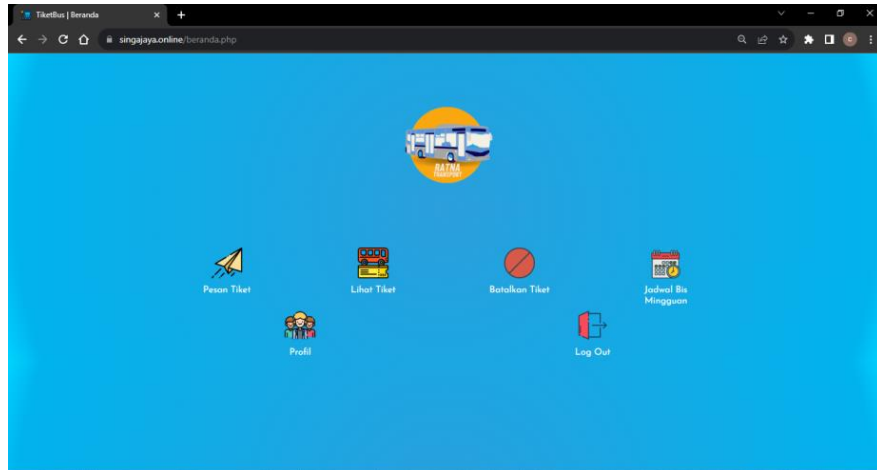 TiketBus | Beranda
singajaya.online/beranda.php
RATNA
TRANSPORT
Pesan Tiket
Lihat Tiket
Batalkan Tiket
Jadwal Bis
Mingguan
Profil
Log Out